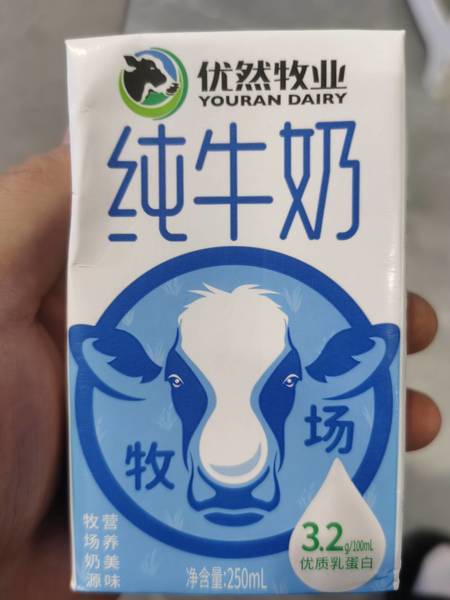 优然牧业
YOURAN DAIRY
纯牛奶
牧场
牧场奶源
营养美味
净含量:250mL
3.2g/100mL
优质乳蛋白